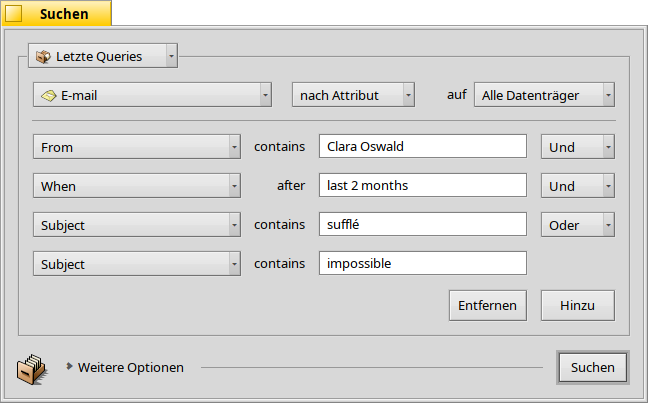 Suchen
Letzte Queries
E-mail nach Attribut auf Alle Datenträger
From contains Clara Oswald Und
When after last 2 months Und
Subject contains sufflé Oder
Subject contains impossible
Entfernen Hinzu
Weitere Optionen Suchen